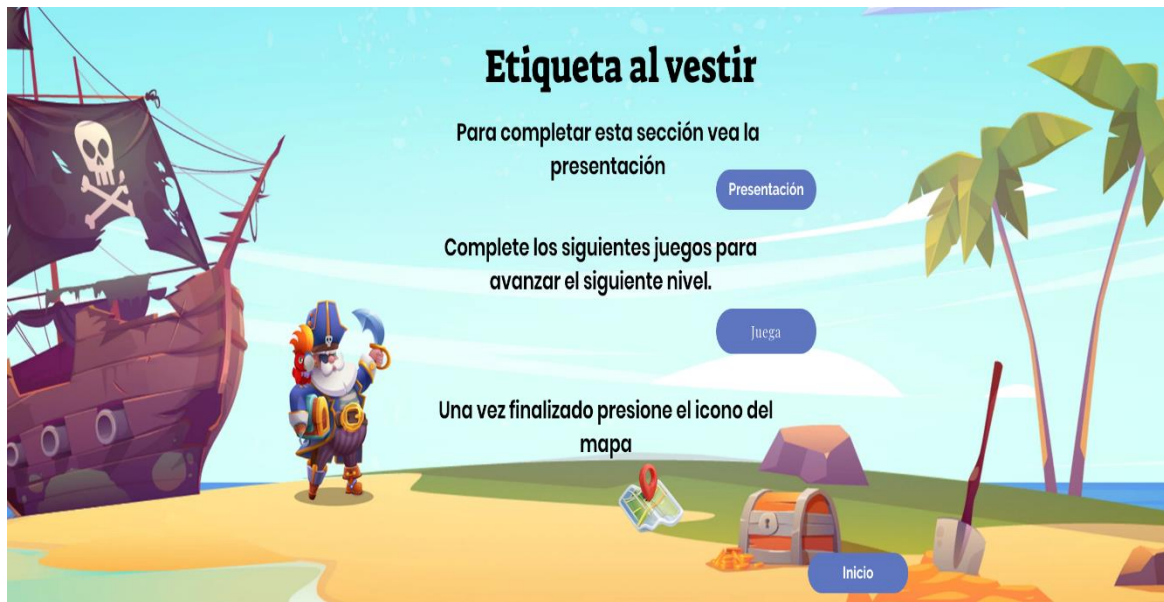 Etiqueta al vestir
Para completar esta sección vea la
presentación
Presentación
Complete los siguientes juegos para
avanzar el siguiente nivel.
Juega
Una vez finalizado presione el icono del
mapa
Inicio